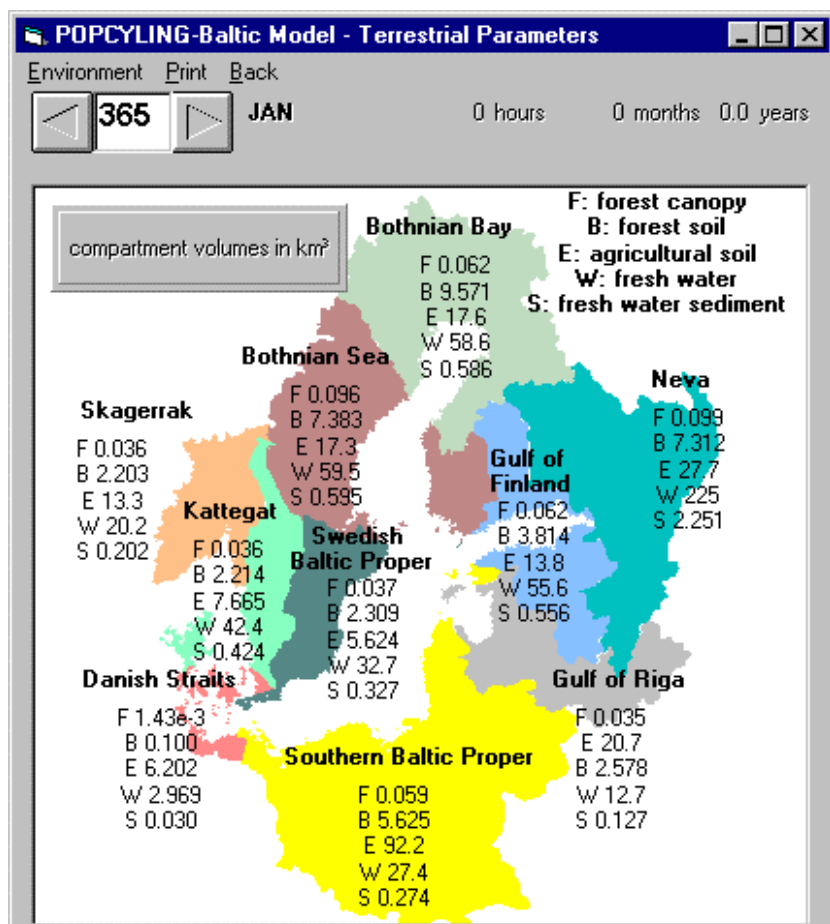 POPCYLING-Baltic Model - Terrestrial Parameters
Environment Print Back
365 JAN 0 hours 0 months 0.0 years
compartment volumes in km³
F: forest canopy
B: forest soil
E: agricultural soil
W: fresh water
S: fresh water sediment
Bothnian Bay
F 0.062
B 9.571
E 17.6
W 58.6
S 0.586
Bothnian Sea
F 0.096
B 7.383
E 17.3
W 59.5
S 0.595
Neva
F 0.099
B 7.312
E 27.7
W 225
S 2.251
Skagerrak
F 0.036
B 2.203
E 13.3
W 20.2
S 0.202
Gulf of
Finland
F 0.062
B 3.814
E 13.8
W 55.6
S 0.556
Kattegat
F 0.036
B 2.214
E 7.665
W 42.4
S 0.424
Swedish
Baltic Proper
F 0.037
B 2.309
E 5.624
W 32.7
S 0.327
Danish Straits
F 1.43e-3
B 0.100
E 6.202
W 2.969
S 0.030
Gulf of Riga
F 0.035
E 20.7
B 2.578
W 12.7
S 0.127
Southern Baltic Proper
F 0.059
B 5.625
E 92.2
W 27.4
S 0.274